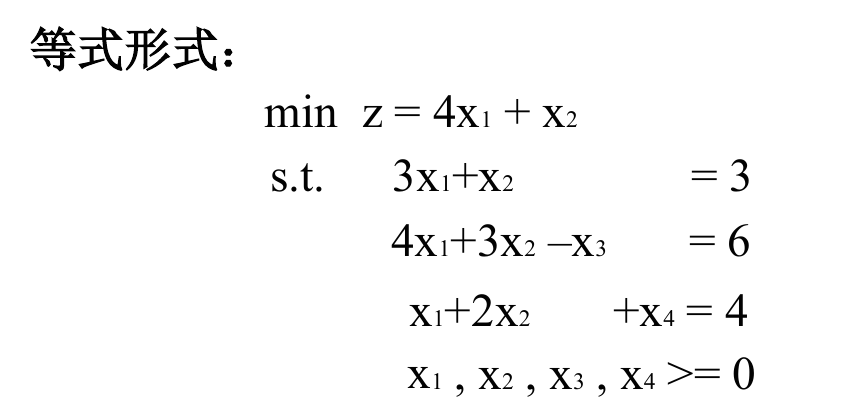 等式形式：
min z = 4x₁ + x₂
s.t. 3x₁+x₂ = 3
4x₁+3x₂ –x₃ = 6
x₁+2x₂ +x₄ = 4
x₁ , x₂ , x₃ , x₄ >= 0